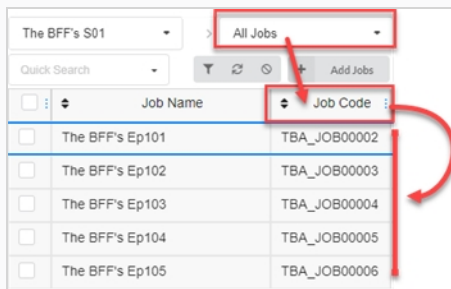 The BFF's S01 > All Jobs
Quick Search + Add Jobs
Job Name Job Code
The BFF's Ep101 TBA_JOB00002
The BFF's Ep102 TBA_JOB00003
The BFF's Ep103 TBA_JOB00004
The BFF's Ep104 TBA_JOB00005
The BFF's Ep105 TBA_JOB00006